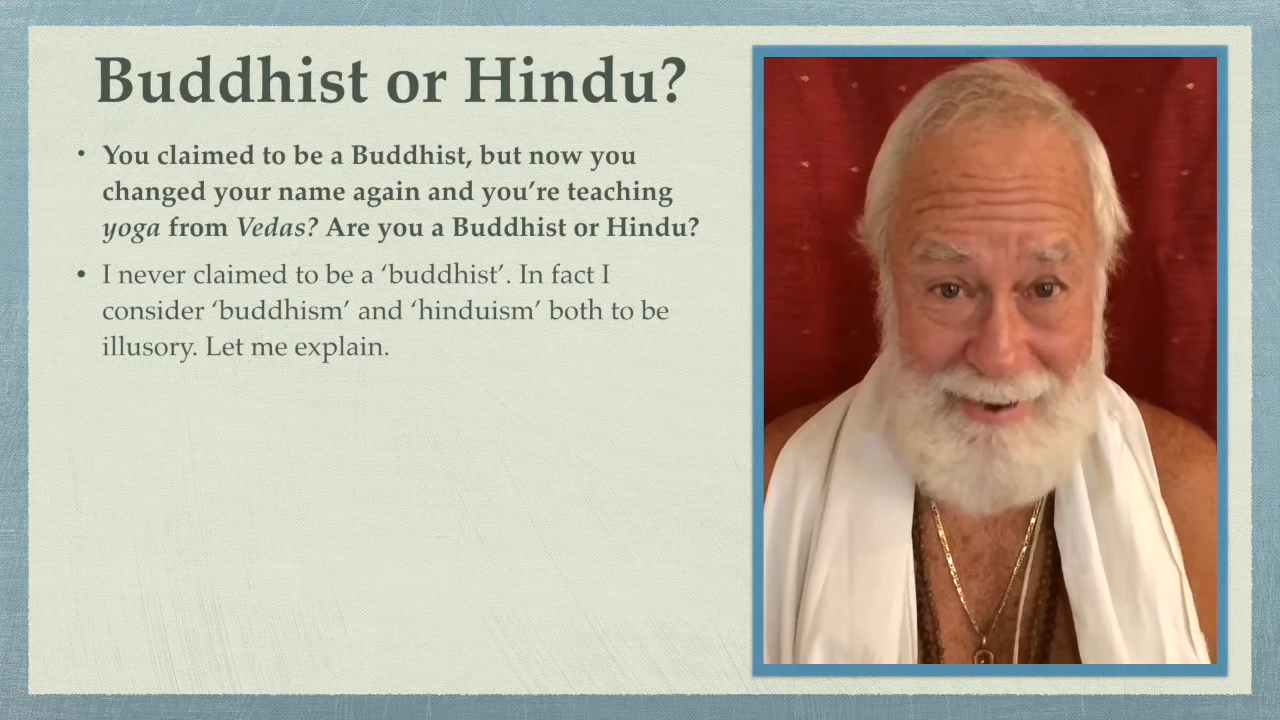 Buddhist or Hindu?
• You claimed to be a Buddhist, but now you
changed your name again and you’re teaching
yoga from Vedas? Are you a Buddhist or Hindu?
• I never claimed to be a ‘buddhist’. In fact I
consider ‘buddhism’ and ‘hinduism’ both to be
illusory. Let me explain.